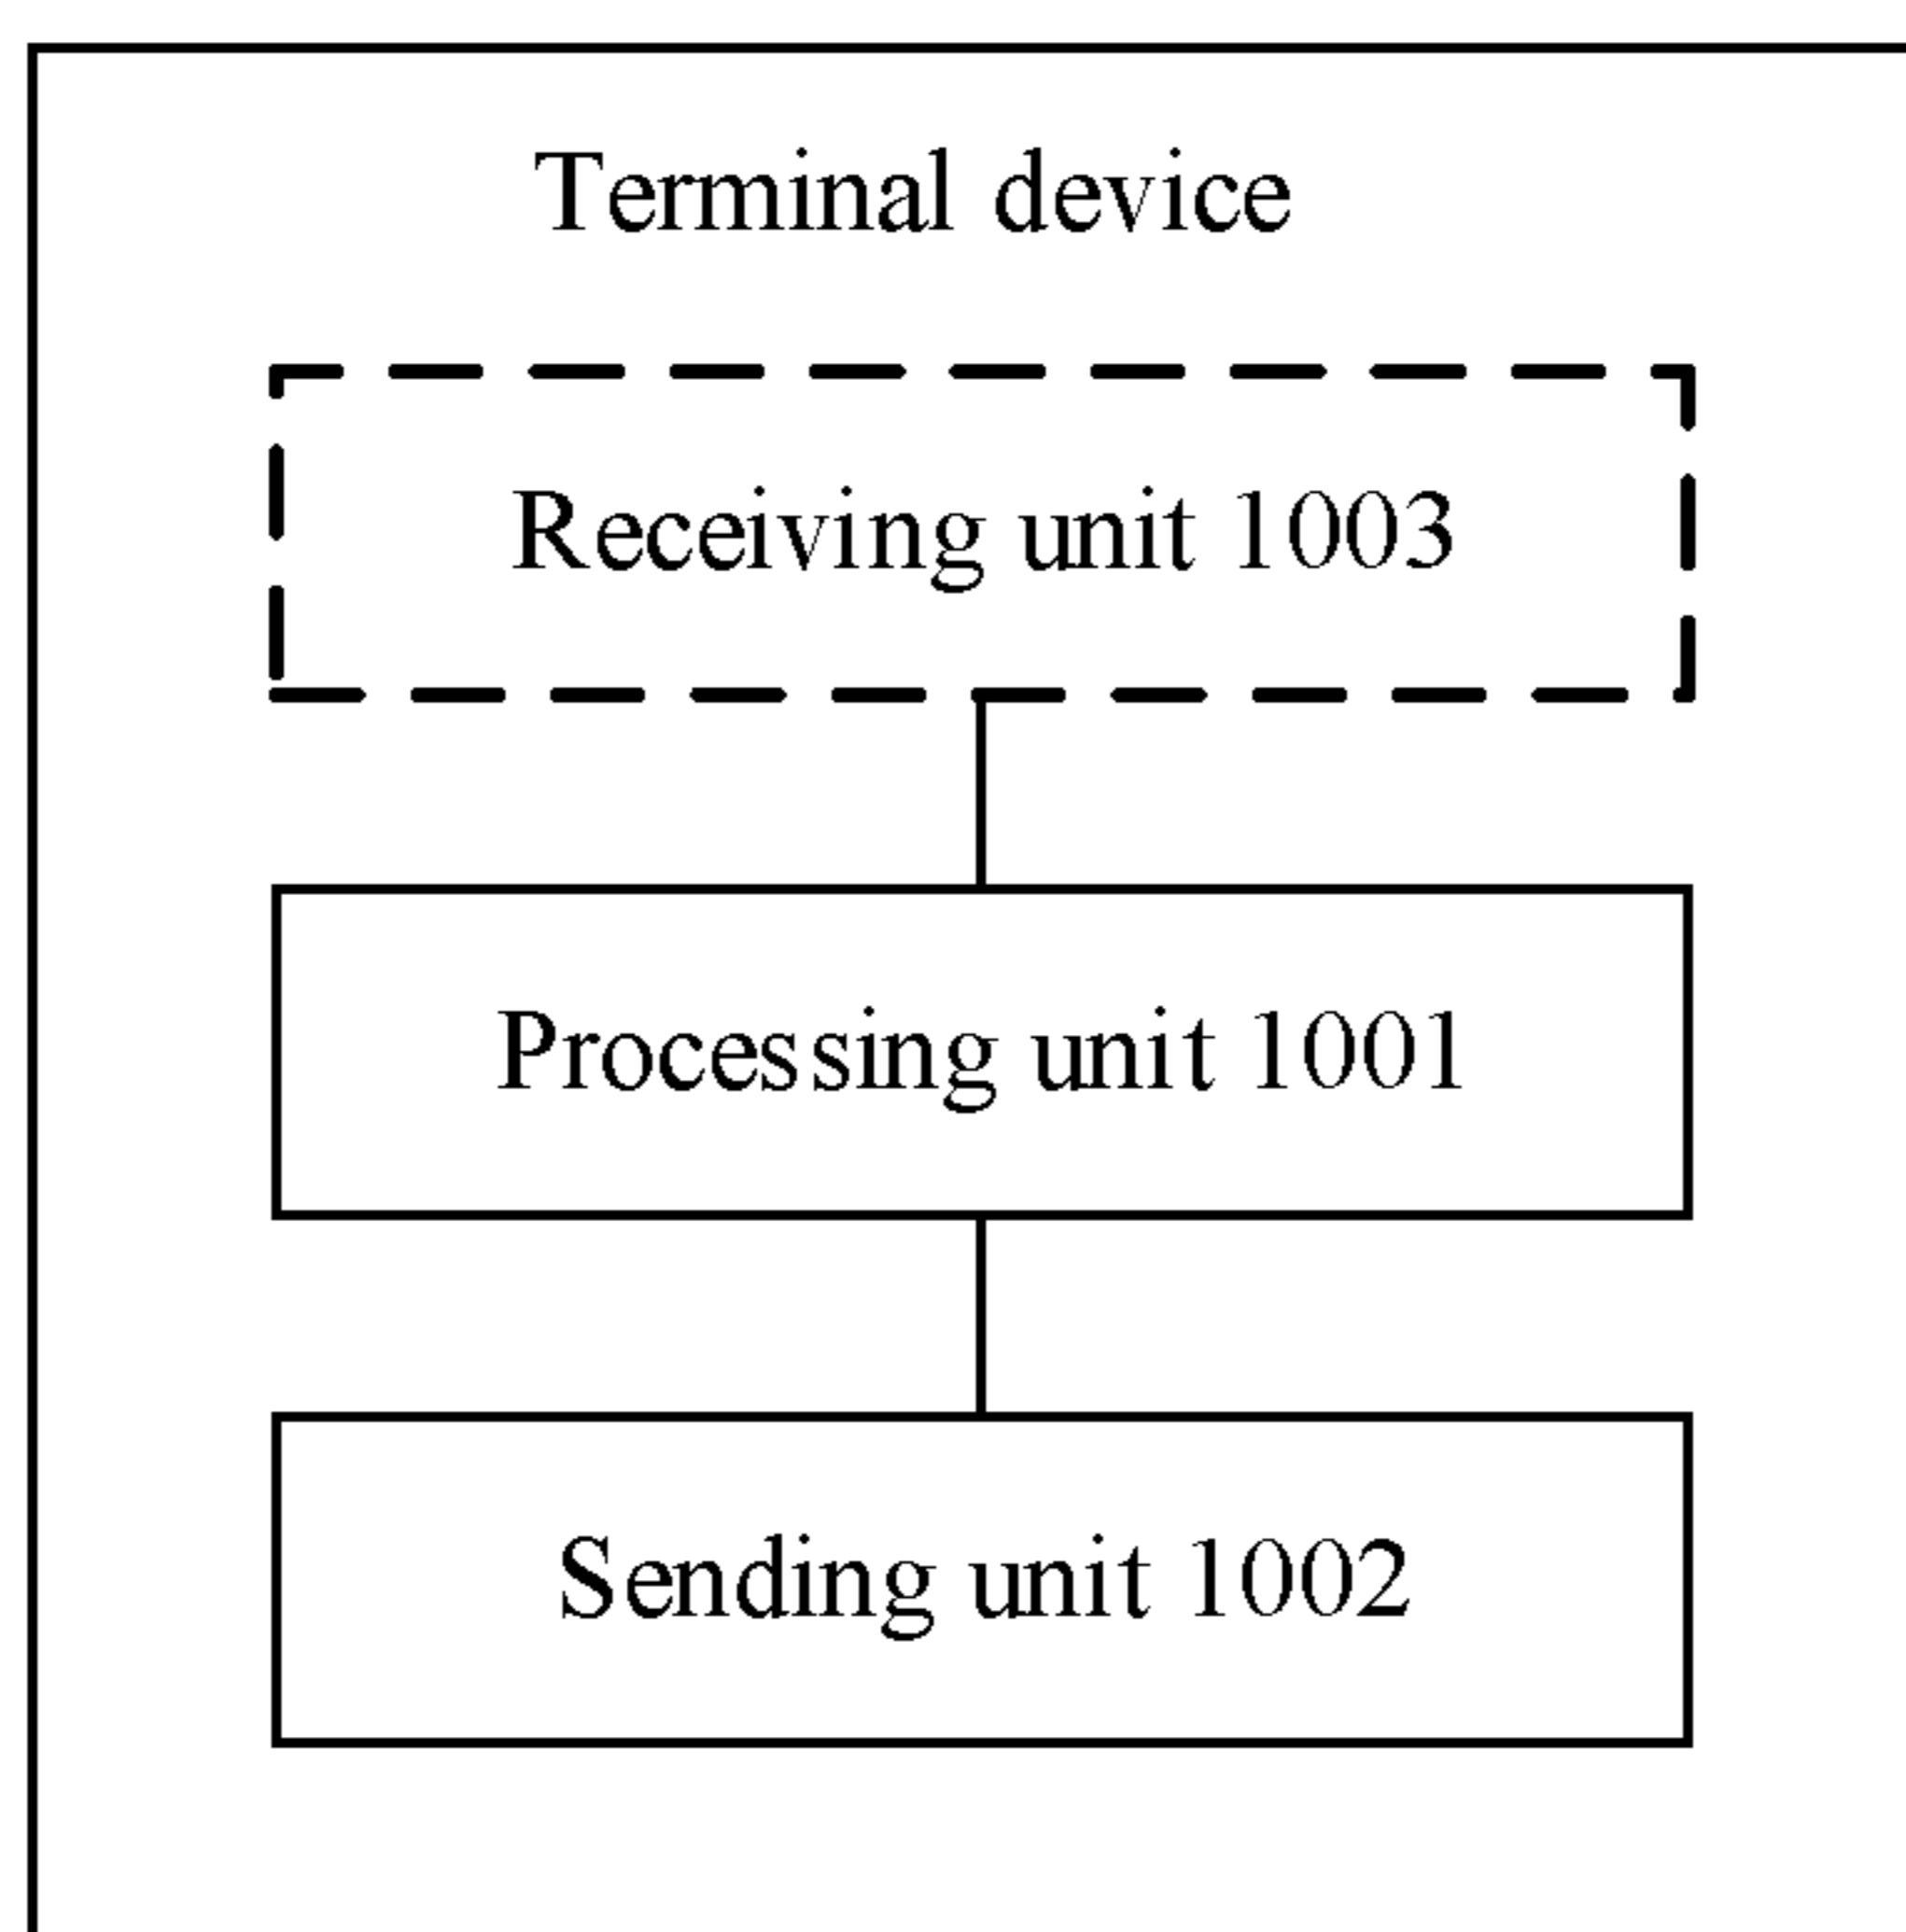 Terminal device
Receiving unit 1003
Processing unit 1001
Sending unit 1002